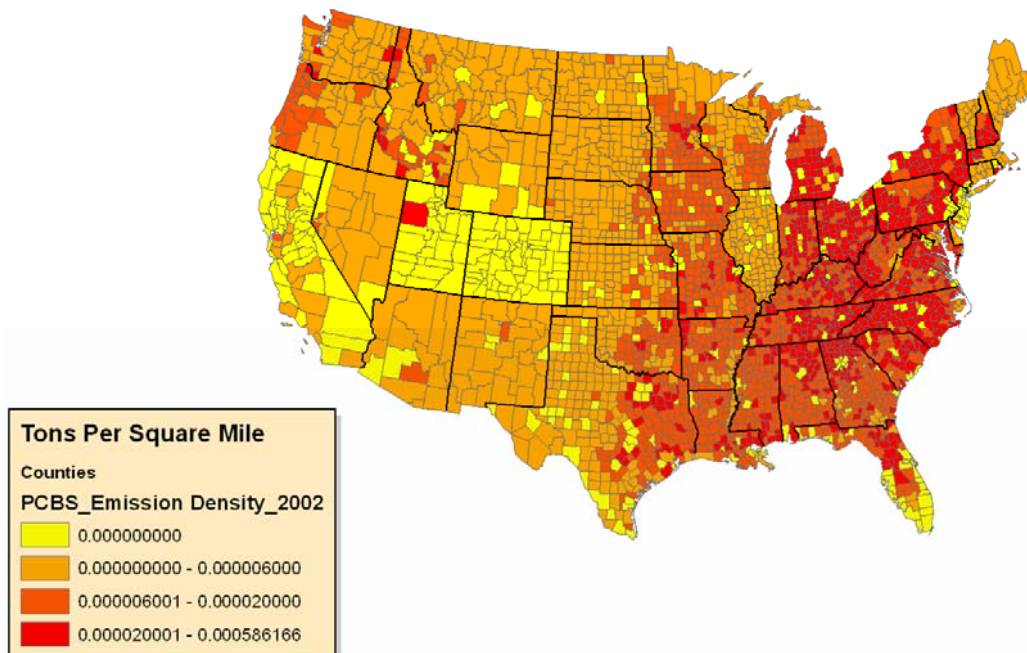 Tons Per Square Mile
Counties
PCBS_Emission Density_2002
0.000000000
0.000000000 - 0.000006000
0.000006001 - 0.000020000
0.000020001 - 0.000586166